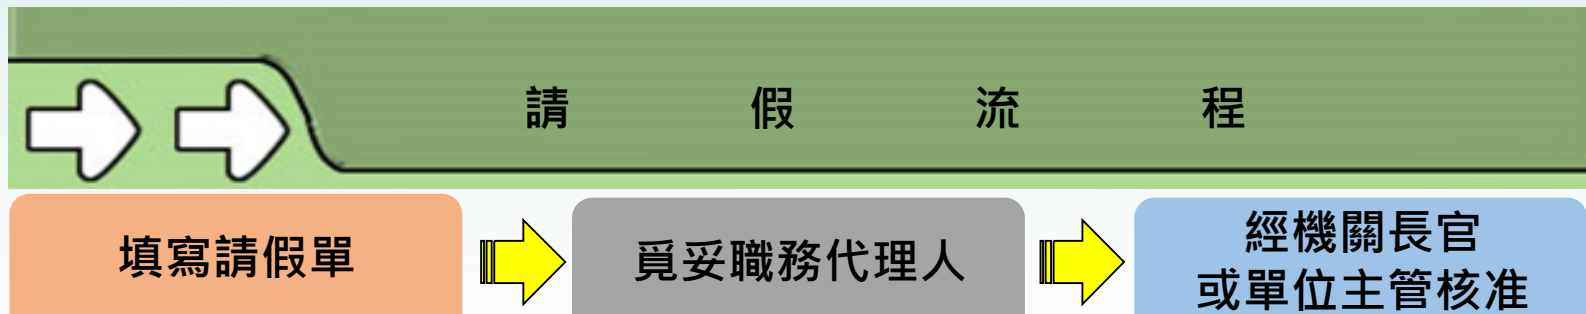 請假流程
填寫請假單
覓妥職務代理人
經機關長官
或單位主管核准